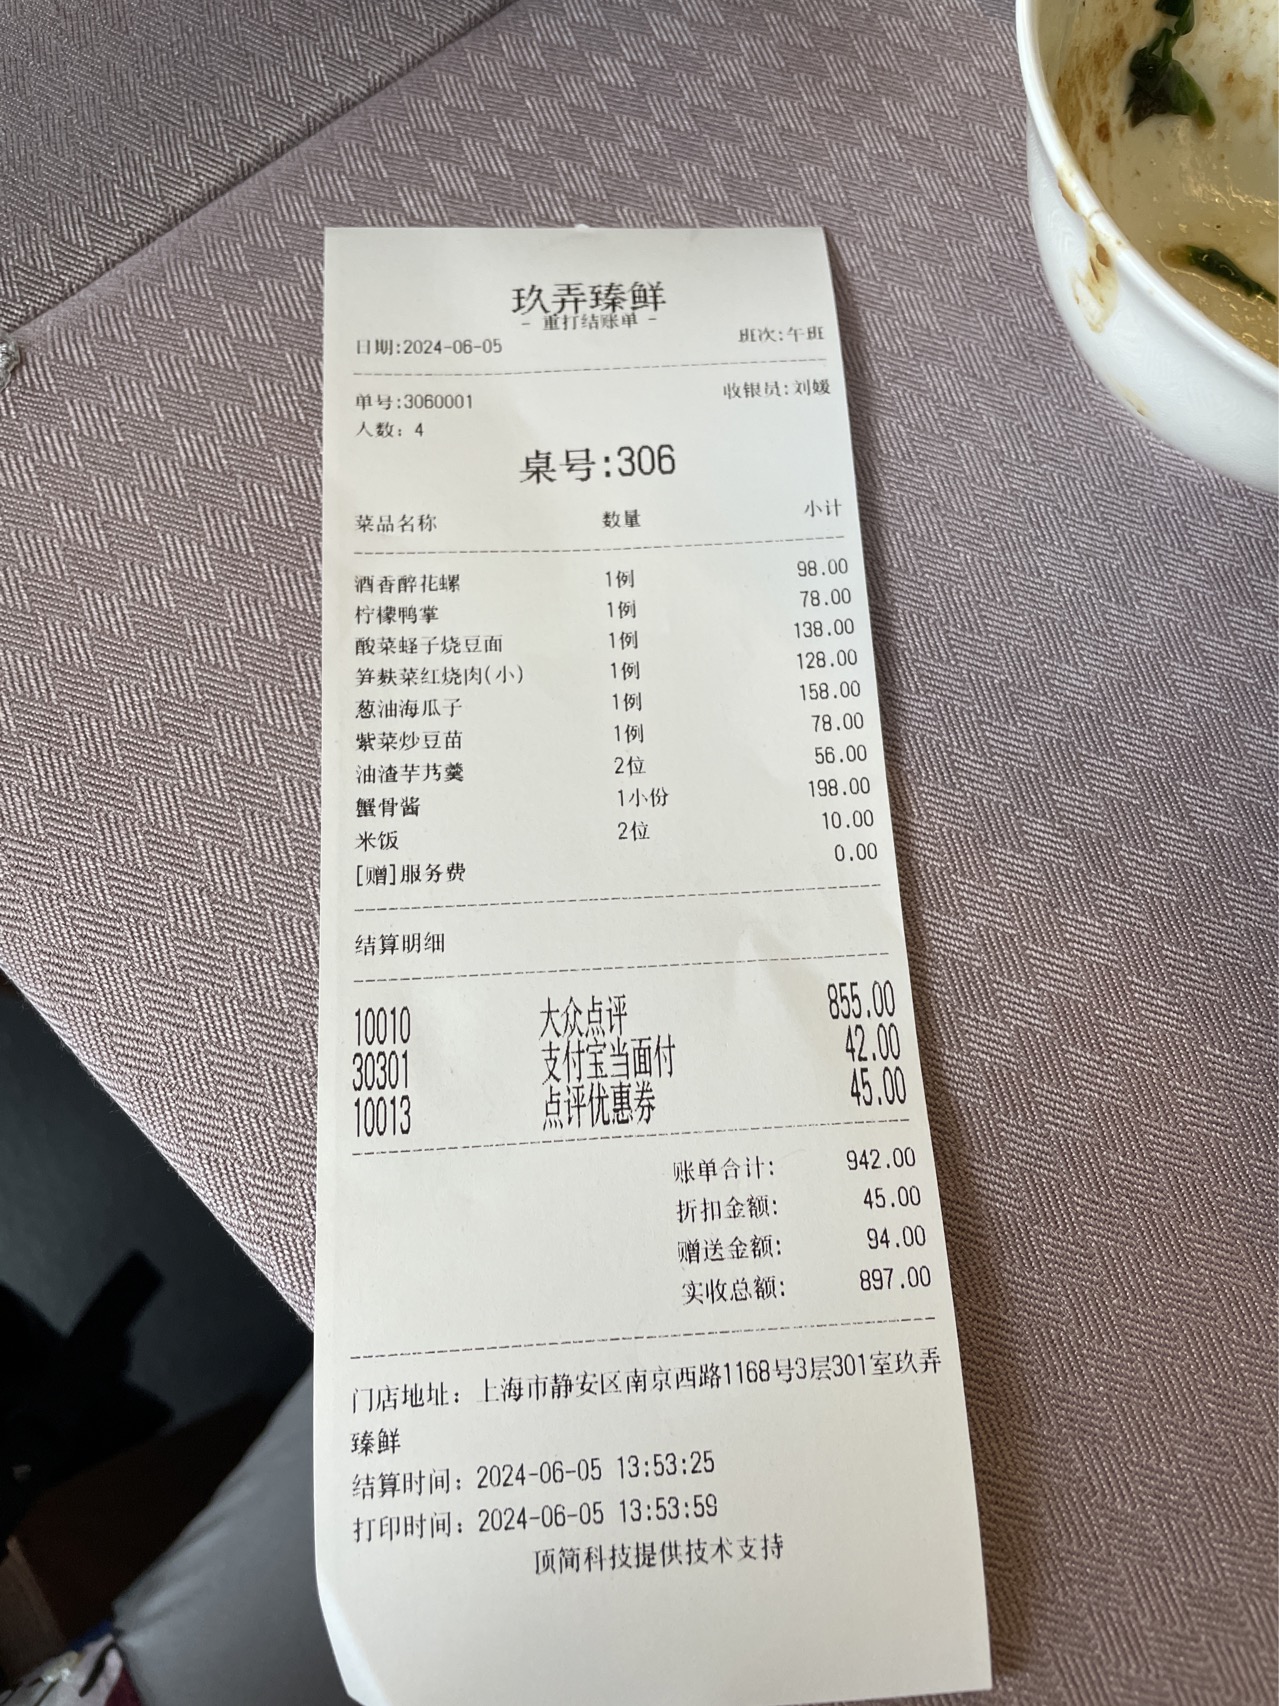 玖弄臻鲜
- 重打结账单 -
日期:2024-06-05 班次:午班
单号:3060001 收银员:刘媛
人数: 4
桌号:306
菜品名称 数量 小计
酒香醉花螺 1例 98.00
柠檬鸭掌 1例 78.00
酸菜蛏子烧豆面 1例 138.00
笋麸菜红烧肉(小) 1例 128.00
葱油海瓜子 1例 158.00
紫菜炒豆苗 1例 78.00
油渣芋艿羹 2位 56.00
蟹骨酱 1小份 198.00
米饭 2位 10.00
[赠]服务费 0.00
结算明细
10010 大众点评 855.00
30301 支付宝当面付 42.00
10013 点评优惠券 45.00
账单合计: 942.00
折扣金额: 45.00
赠送金额: 94.00
实收总额: 897.00
门店地址: 上海市静安区南京西路1168号3层301室玖弄
臻鲜
结算时间: 2024-06-05 13:53:25
打印时间: 2024-06-05 13:53:59
顶简科技提供技术支持